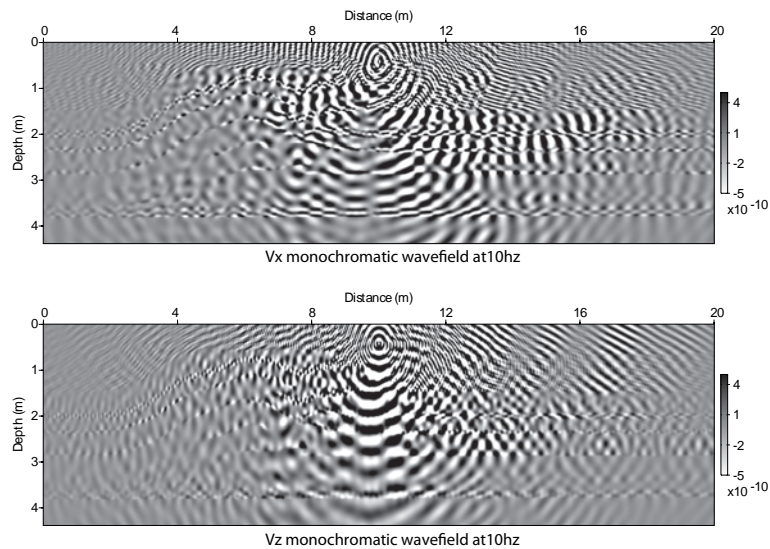 Distance (m)
0 4 8 12 16 20
0
1
2
3
4
Depth (m)
4
1
-2
-5
x10 -10
Vx monochromatic wavefield at10hz
Distance (m)
0 4 8 12 16 20
0
1
2
3
4
Depth (m)
4
1
-2
-5
x10 -10
Vz monochromatic wavefield at10hz